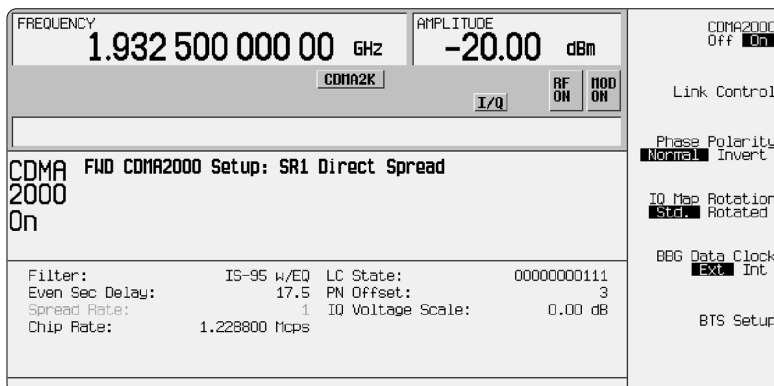 FREQUENCY
1.932 500 000 00 GHz
AMPLITUDE
-20.00 dBm
CDMA2K
I/Q
RF ON
MOD ON
CDMA 2000 On
FWD CDMA2000 Setup: SR1 Direct Spread
Filter: IS-95 w/EQ
Even Sec Delay: 17.5
Spread Rate: 1
Chip Rate: 1.228800 Mcps
LC State: 00000000111
PN Offset: 3
IQ Voltage Scale: 0.00 dB
CDMA2000
Off On
Link Control
Phase Polarity
Normal Invert
IQ Map Rotation
Std. Rotated
BBG Data Clock
Ext Int
BTS Setup